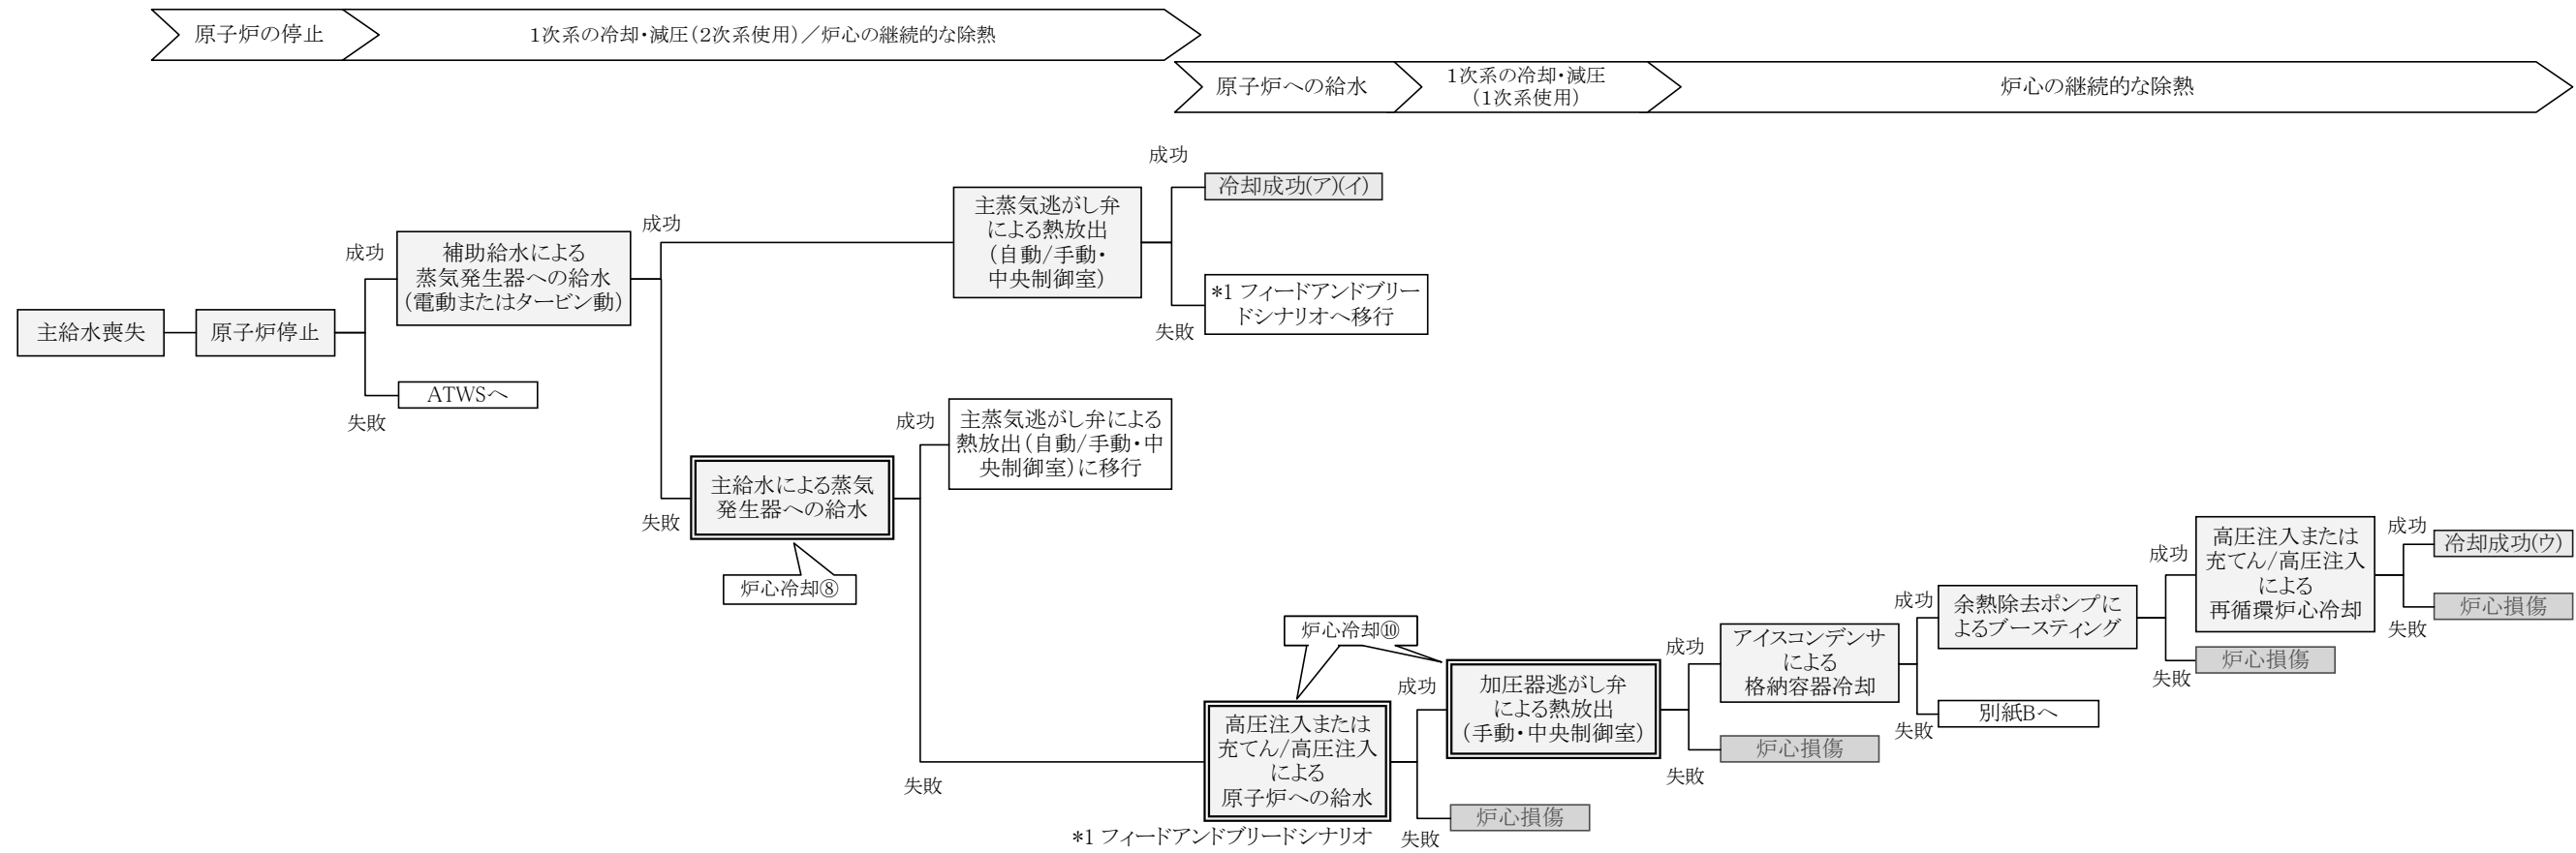 原子炉の停止
1次系の冷却・減圧（2次系使用）／炉心の継続的な除熱
原子炉への給水
1次系の冷却・減圧
（1次系使用）
炉心の継続的な除熱
主給水喪失
原子炉停止
成功
失敗
補助給水による
蒸気発生器への給水
（電動またはタービン動）
ATWSへ
成功
失敗
主蒸気逃がし弁
による熱放出
（自動/手動・
中央制御室）
成功
冷却成功(ア)(イ)
失敗
*1 フィードアンドブリー
ドシナリオへ移行
主給水による蒸気
発生器への給水
炉心冷却⑧
成功
主蒸気逃がし弁による
熱放出（自動/手動・中
央制御室）に移行
失敗
高圧注入または
充てん/高圧注入
による
原子炉への給水
*1 フィードアンドブリードシナリオ
炉心冷却⑩
成功
失敗
炉心損傷
加圧器逃がし弁
による熱放出
（手動・中央制御室）
成功
失敗
炉心損傷
アイスコンデンサ
による
格納容器冷却
成功
失敗
別紙Bへ
余熱除去ポンプに
よるブースティング
成功
失敗
炉心損傷
高圧注入または
充てん/高圧注入
による
再循環炉心冷却
成功
冷却成功(ウ)
失敗
炉心損傷